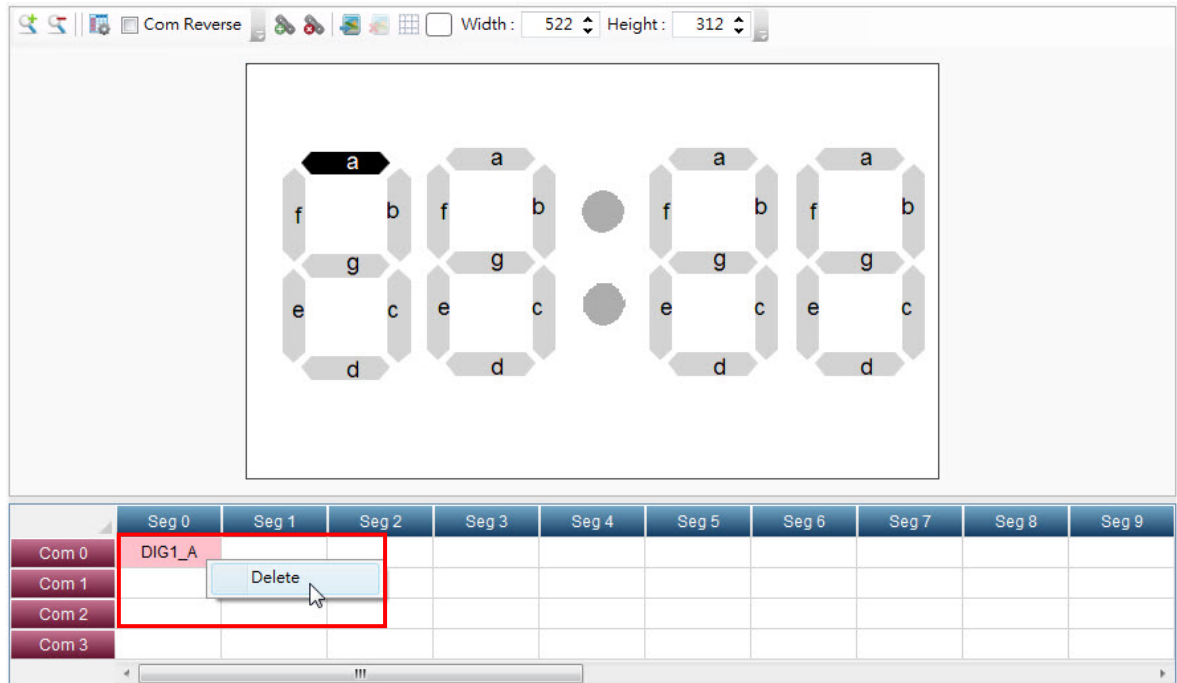 Com Reverse Width : 522 Height : 312
a a a a
f b f b f b f b
g g g g
e c e c e c e c
d d d d
Seg 0 Seg 1 Seg 2 Seg 3 Seg 4 Seg 5 Seg 6 Seg 7 Seg 8 Seg 9
Com 0 DIG1_A
Com 1 Delete
Com 2
Com 3